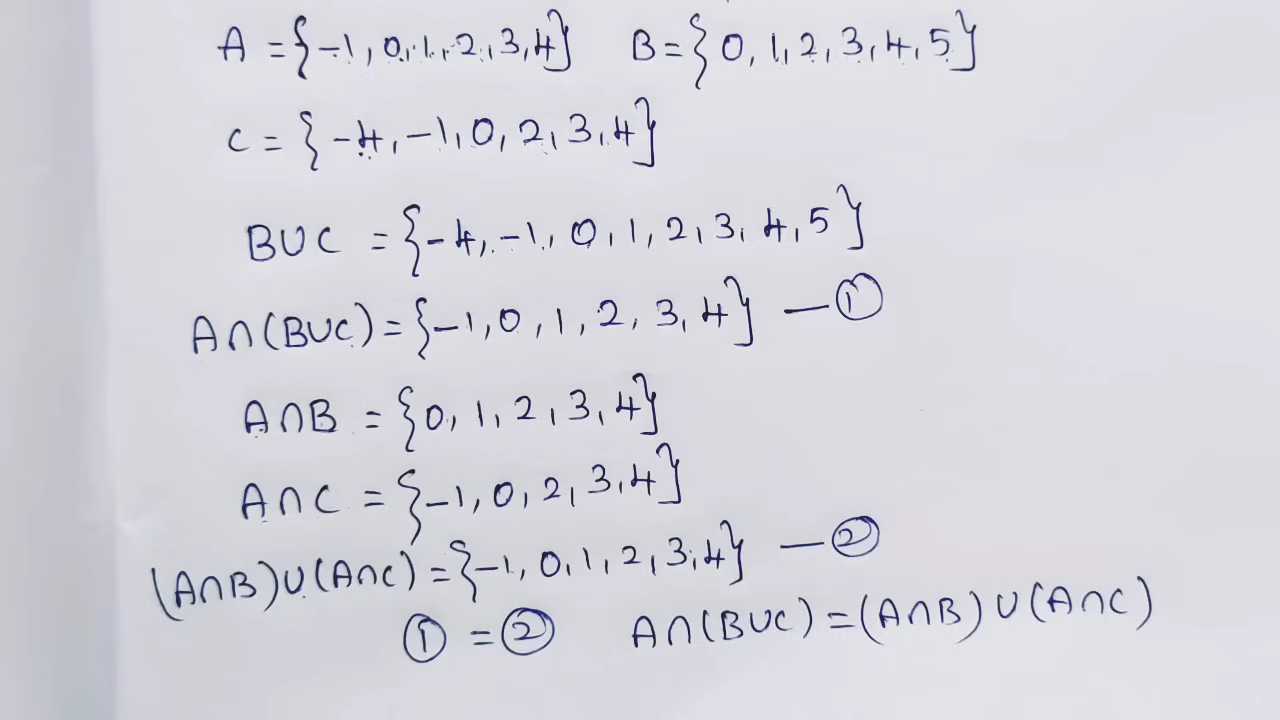 A = {-1, 0, 1, 2, 3, 4} B = {0, 1, 2, 3, 4, 5}
C = {-4, -1, 0, 2, 3, 4}
B∪C = {-4, -1, 0, 1, 2, 3, 4, 5}
A∩(B∪C) = {-1, 0, 1, 2, 3, 4} — ①
A∩B = {0, 1, 2, 3, 4}
A∩C = {-1, 0, 2, 3, 4}
(A∩B)∪(A∩C) = {-1, 0, 1, 2, 3, 4} — ②
① = ② A∩(B∪C) = (A∩B)∪(A∩C)